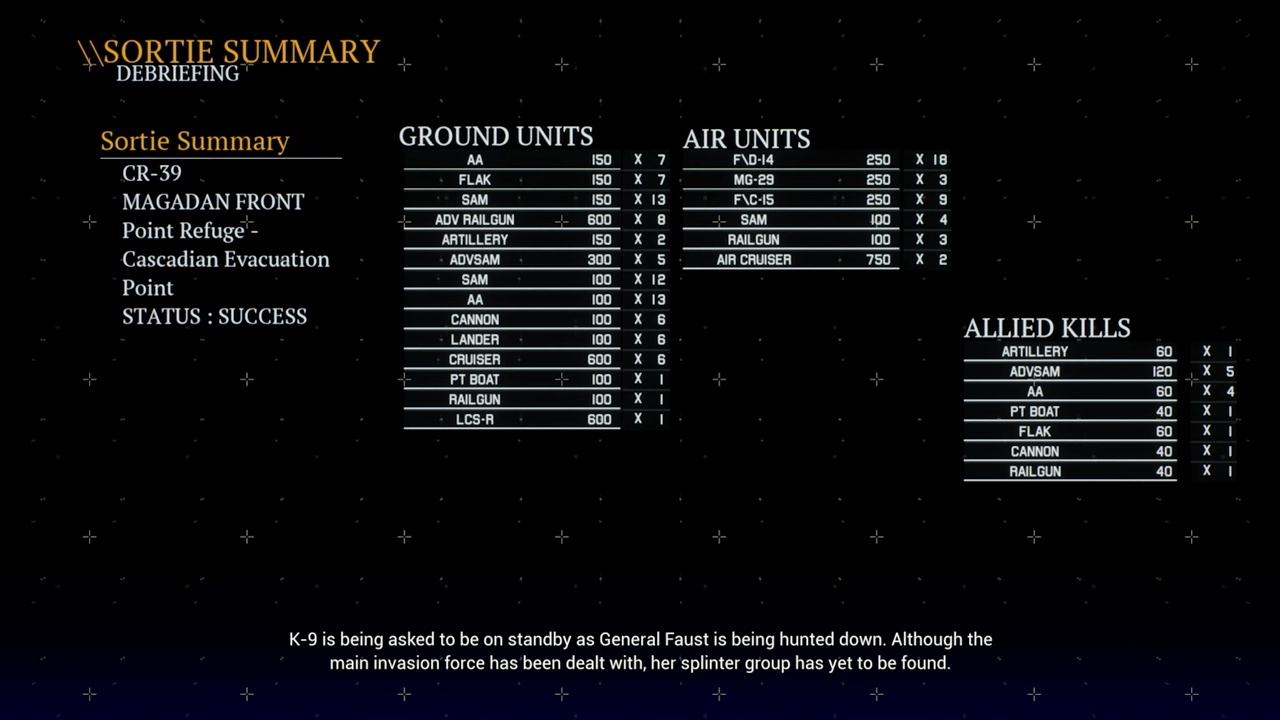 \\SORTIE SUMMARY
DEBRIEFING
Sortie Summary
CR-39
MAGADAN FRONT
Point Refuge -
Cascadian Evacuation
Point
STATUS : SUCCESS
GROUND UNITS
AA 150 X 7
FLAK 150 X 7
SAM 150 X 13
ADV RAILGUN 600 X 8
ARTILLERY 150 X 2
ADVSAM 300 X 5
SAM 100 X 12
AA 100 X 13
CANNON 100 X 6
LANDER 100 X 6
CRUISER 600 X 6
PT BOAT 100 X 1
RAILGUN 100 X 1
LCS-R 600 X 1
AIR UNITS
F\D-14 250 X 18
MG-29 250 X 3
F\C-15 250 X 9
SAM 100 X 4
RAILGUN 100 X 3
AIR CRUISER 750 X 2
ALLIED KILLS
ARTILLERY 60 X 1
ADVSAM 120 X 5
AA 60 X 4
PT BOAT 40 X 1
FLAK 60 X 1
CANNON 40 X 1
RAILGUN 40 X 1
K-9 is being asked to be on standby as General Faust is being hunted down. Although the
main invasion force has been dealt with, her splinter group has yet to be found.